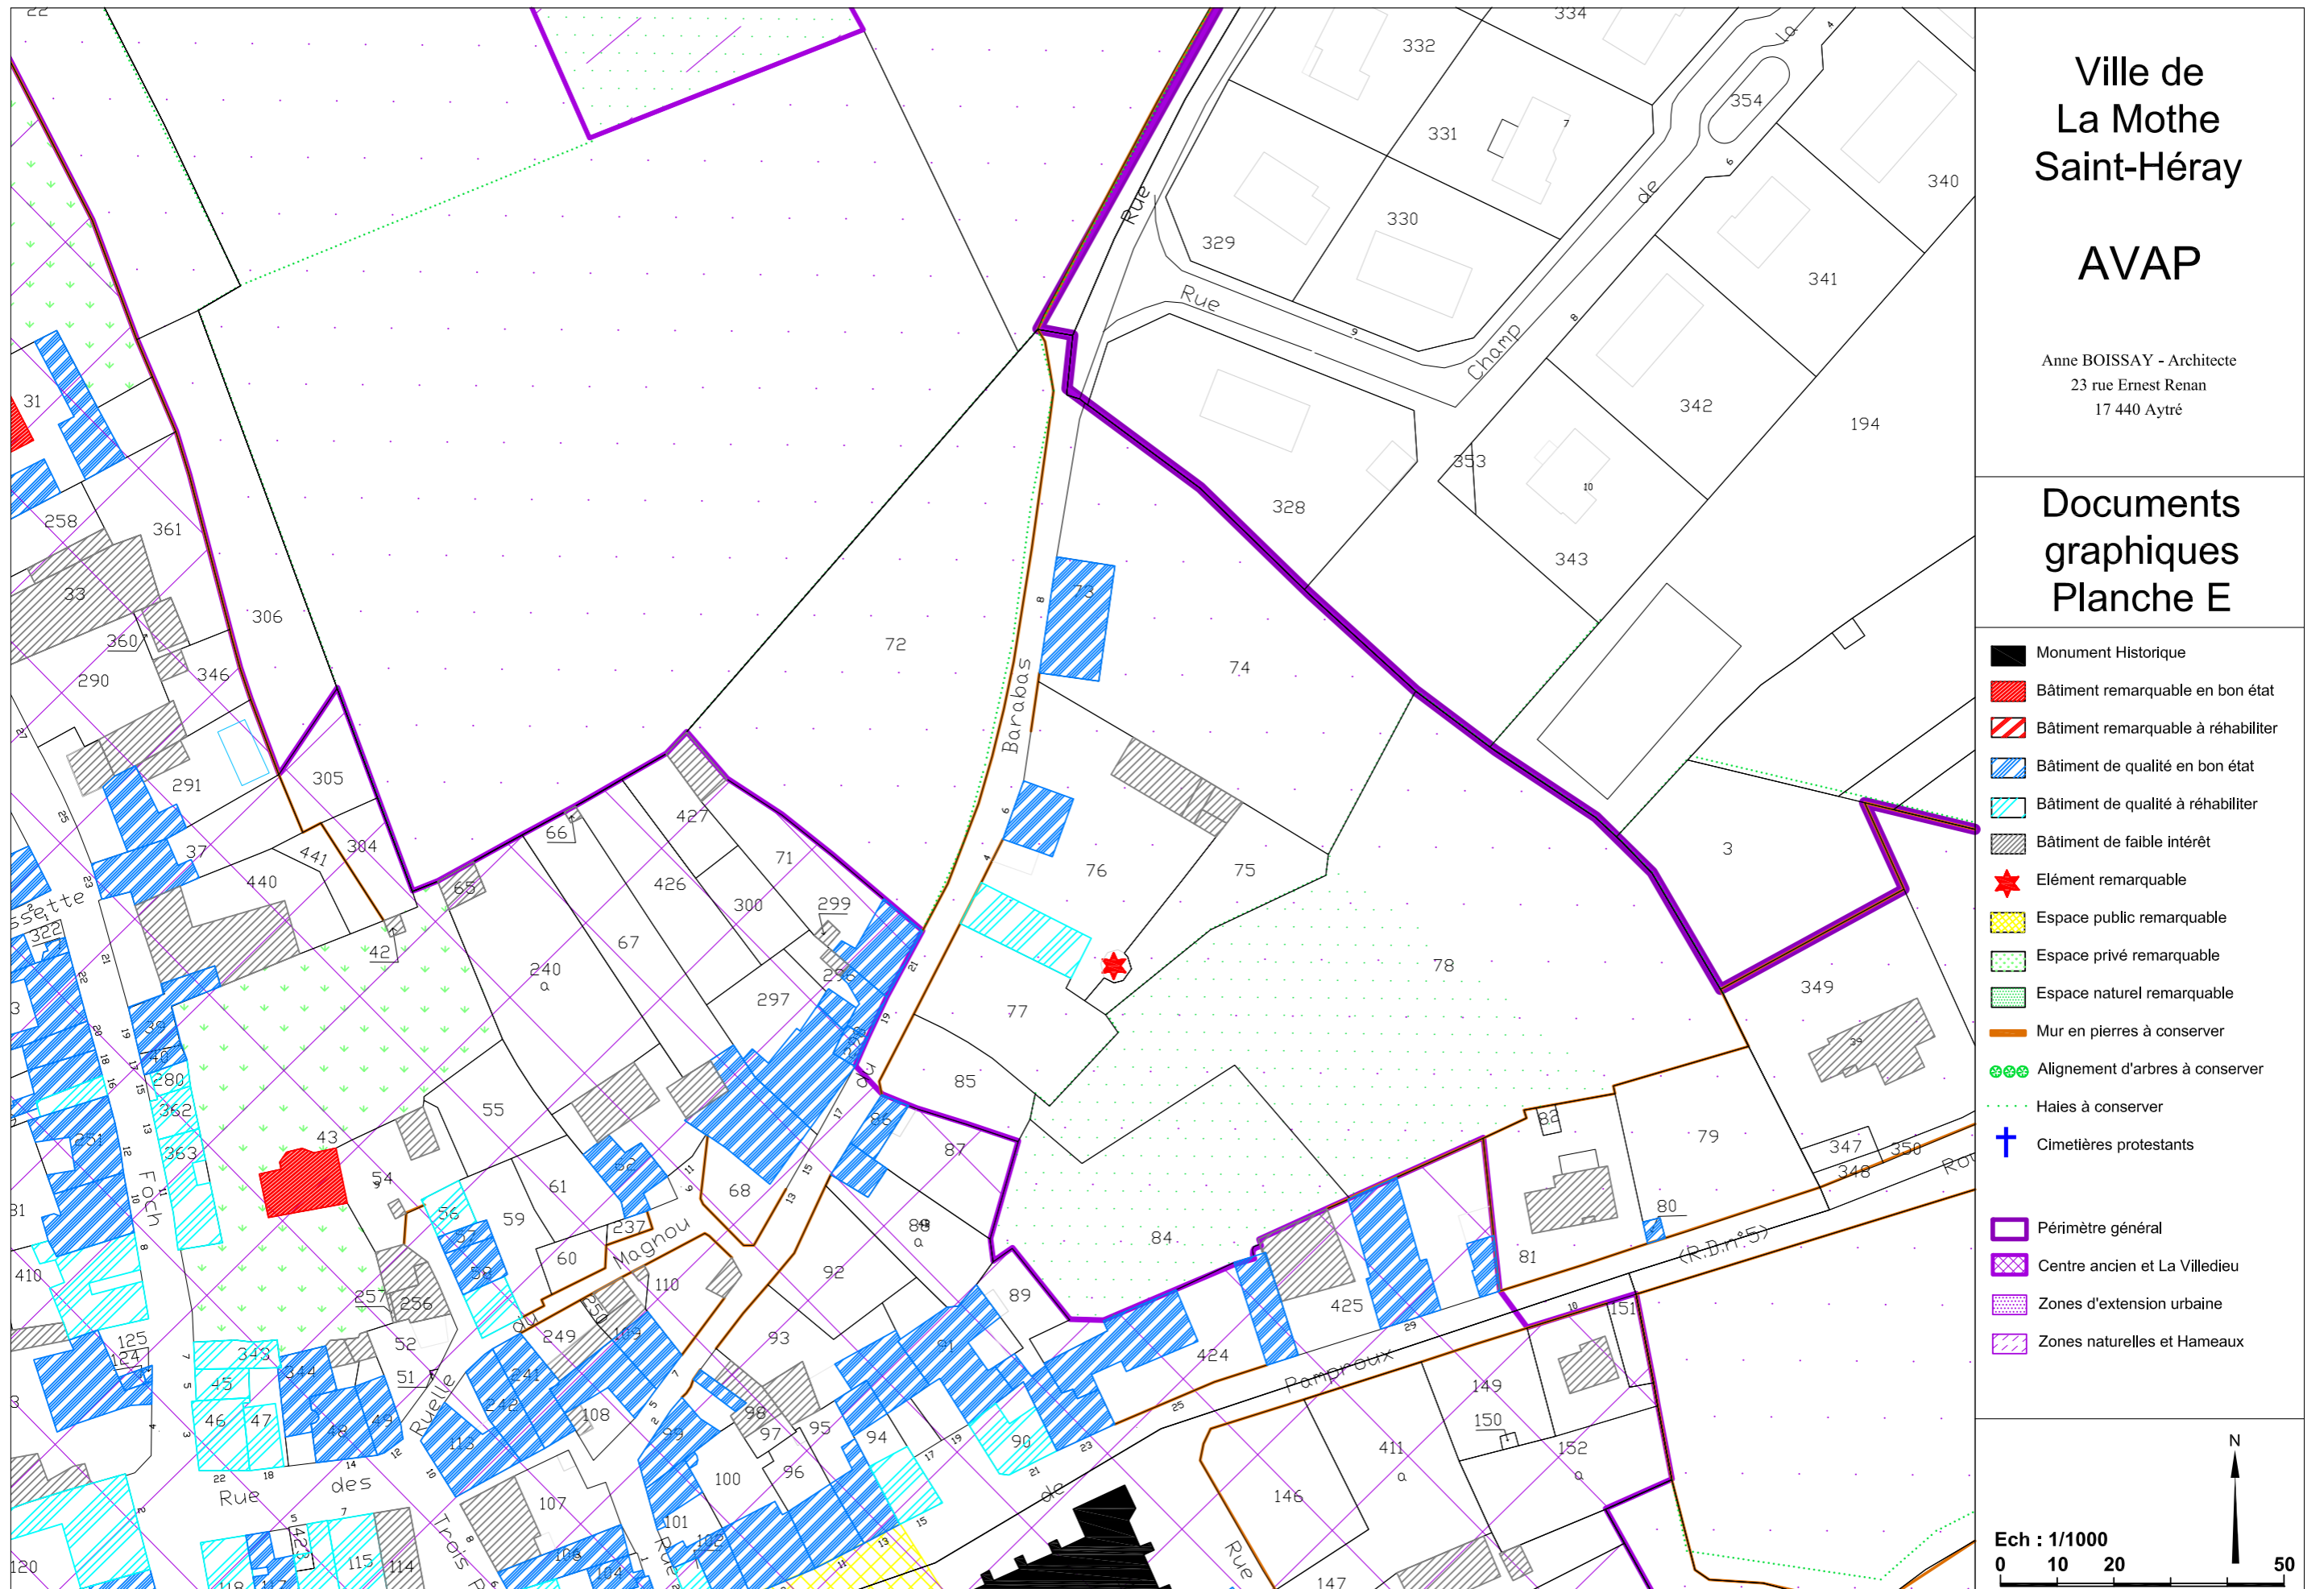 Ville de
La Mothe
Saint-Héray
AVAP
Anne BOISSAY - Architecte
23 rue Ernest Renan
17 440 Aytré
Documents
graphiques
Planche E
Monument Historique
Bâtiment remarquable en bon état
Bâtiment remarquable à réhabiliter
Bâtiment de qualité en bon état
Bâtiment de qualité à réhabiliter
Bâtiment de faible intérêt
Elément remarquable
Espace public remarquable
Espace privé remarquable
Espace naturel remarquable
Mur en pierres à conserver
Alignement d'arbres à conserver
Haies à conserver
Cimetières protestants
Périmètre général
Centre ancien et La Villedieu
Zones d'extension urbaine
Zones naturelles et Hameaux
N
Ech : 1/1000
0 10 20 50
22
334
332
331
354
340
330
329
341
Rue
Rue
Champ
de
la
342
194
353
328
343
31
258
361
33
306
360
346
290
291
305
304
441
37
440
42
72
73
74
Barabas
75
76
77
78
3
349
427
71
66
426
65
300
299
67
240
a
296
297
85
86
87
39
40
280
362
363
43
54
55
61
59
62
68
56
57
58
60
237
Magnou
257
256
52
51
110
250
249
109
92
93
89
84
82
79
347
348
350
80
81
(R.D.n°5)
425
424
151
Pamproux
149
150
152
a
411
a
146
147
de
Rue
Foch
251
322
410
125
124
343
45
344
46
47
48
49
Ruelle
113
242
241
108
99
98
97
95
96
94
91
90
100
101
102
107
106
104
Rue
des
Trois
Rue
423
115
114
118
117
120